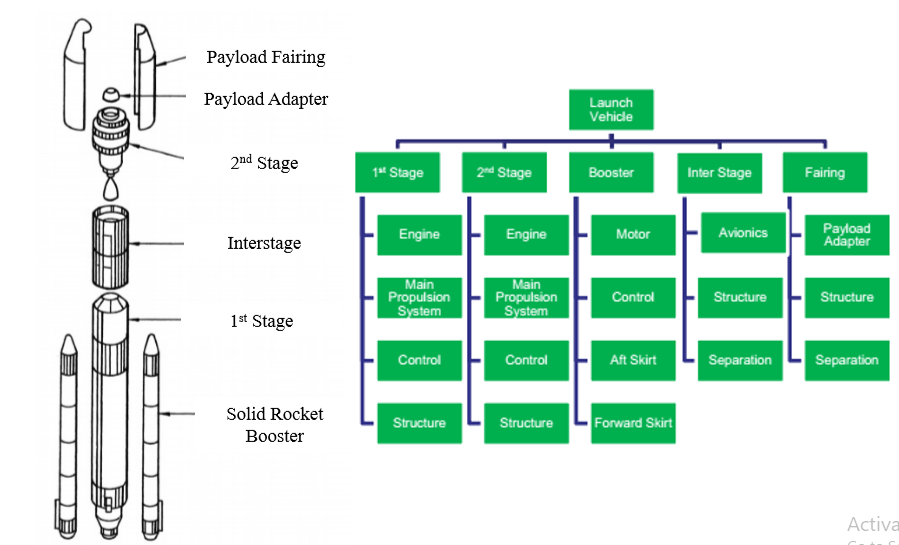 Payload Fairing
Payload Adapter
2nd Stage
Interstage
1st Stage
Solid Rocket
Booster
Launch
Vehicle
1st Stage
2nd Stage
Booster
Inter Stage
Fairing
Engine
Engine
Motor
Avionics
Payload
Adapter
Main
Propulsion
System
Main
Propulsion
System
Control
Structure
Structure
Control
Control
Aft Skirt
Separation
Separation
Structure
Structure
Forward Skirt
Activa